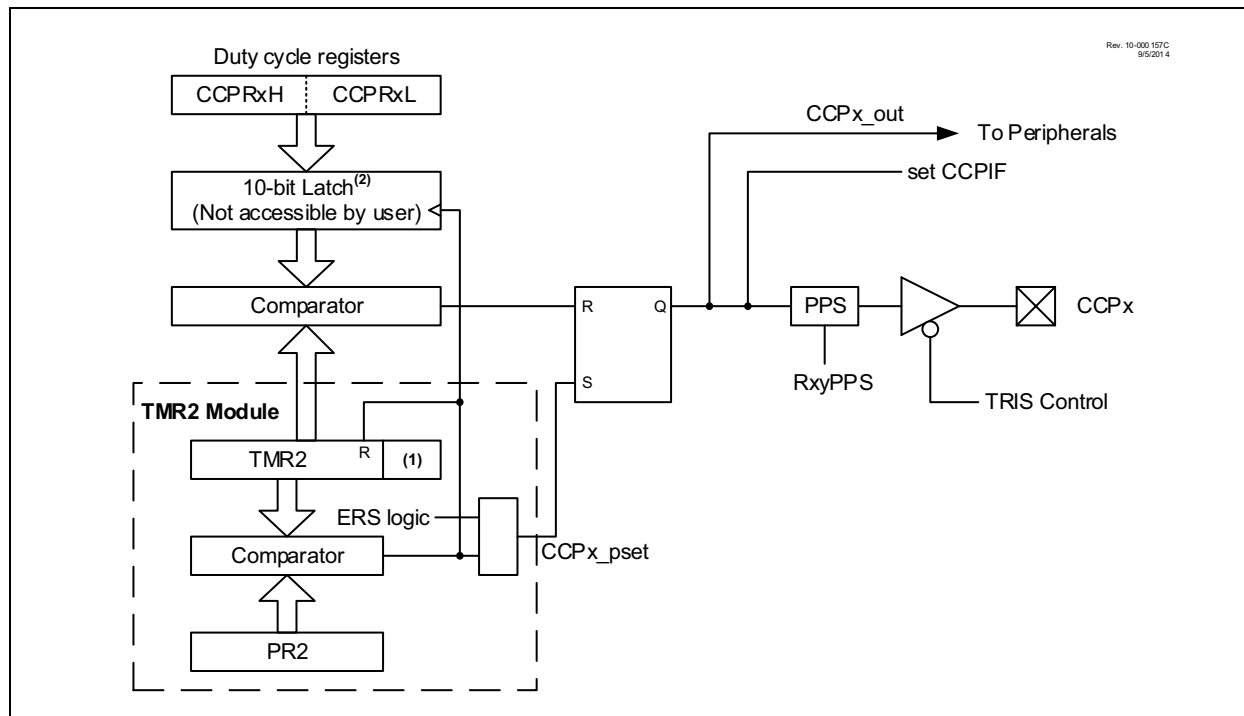 Rev. 10-000 157C
9/5/2014
Duty cycle registers
CCPRxH CCPRxL
CCPx_out
To Peripherals
set CCPIF
10-bit Latch(2)
(Not accessible by user)
Comparator
R Q
PPS
CCPx
RxyPPS
S
TRIS Control
TMR2 Module
R
TMR2 (1)
ERS logic
Comparator
CCPx_pset
PR2